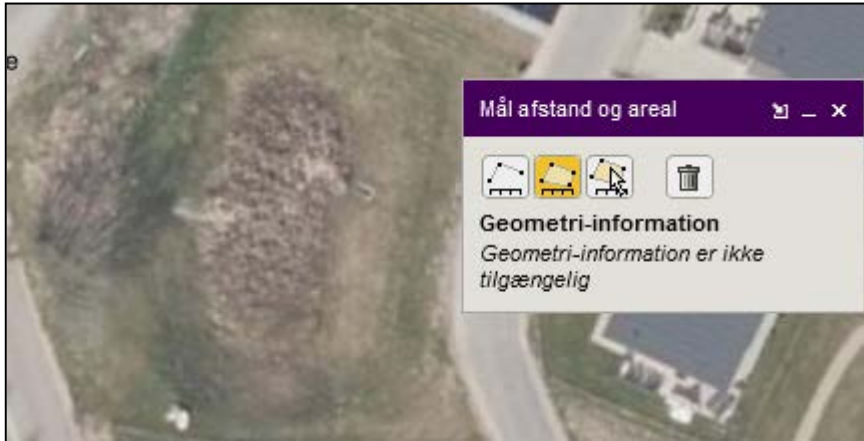 e
Mål afstand og areal
Geometri-information
Geometri-information er ikke
tilgængelig